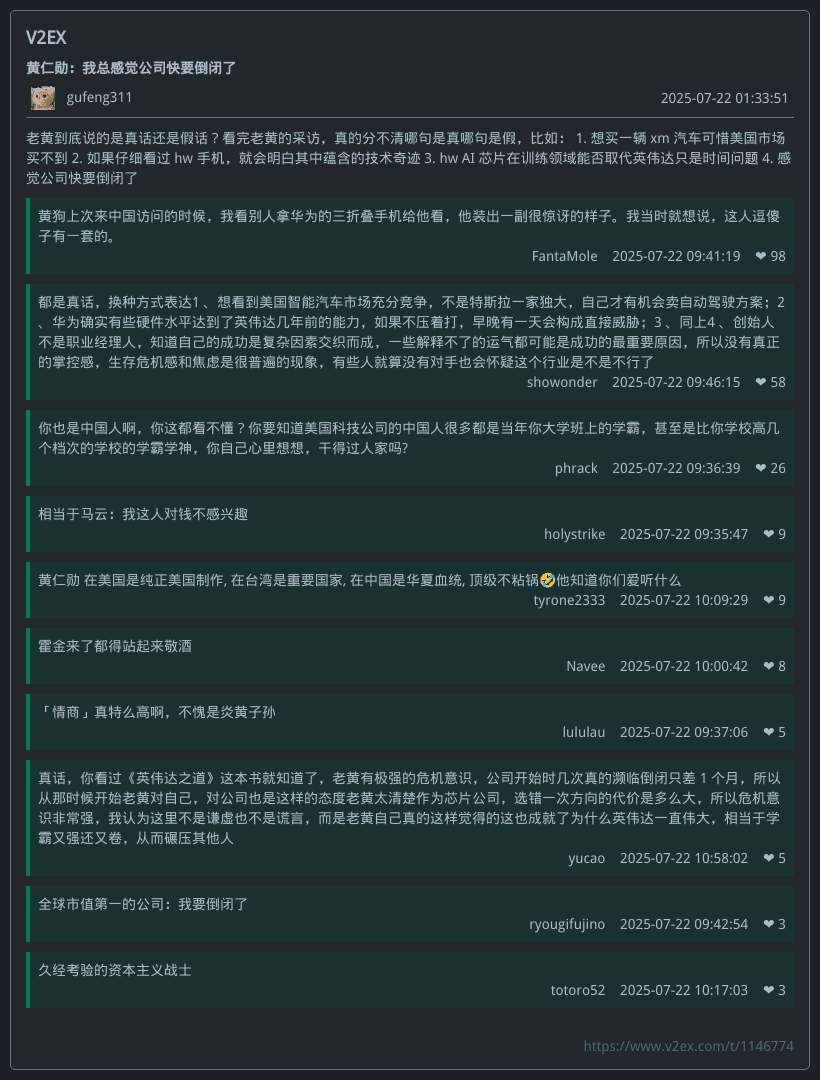 V2EX
黄仁勋：我总感觉公司快要倒闭了
gufeng311 2025-07-22 01:33:51
老黄到底说的是真话还是假话？看完老黄的采访，真的分不清哪句是真哪句是假，比如： 1. 想买一辆 xm 汽车可惜美国市场
买不到 2. 如果仔细看过 hw 手机，就会明白其中蕴含的技术奇迹 3. hw AI 芯片在训练领域能否取代英伟达只是时间问题 4. 感
觉公司快要倒闭了
黄狗上次来中国访问的时候，我看别人拿华为的三折叠手机给他看，他装出一副很惊讶的样子。我当时就想说，这人逗傻
子有一套的。
FantaMole 2025-07-22 09:41:19 ❤ 98
都是真话，换种方式表达1 、想看到美国智能汽车市场充分竞争，不是特斯拉一家独大，自己才有机会卖自动驾驶方案；2
、华为确实有些硬件水平达到了英伟达几年前的能力，如果不压着打，早晚有一天会构成直接威胁；3 、同上4 、创始人
不是职业经理人，知道自己的成功是复杂因素交织而成，一些解释不了的运气都可能是成功的最重要原因，所以没有真正
的掌控感，生存危机感和焦虑是很普遍的现象，有些人就算没有对手也会怀疑这个行业是不是不行了
showonder 2025-07-22 09:46:15 ❤ 58
你也是中国人啊，你这都看不懂？你要知道美国科技公司的中国人很多都是当年你大学班上的学霸，甚至是比你学校高几
个档次的学校的学霸学神，你自己心里想想，干得过人家吗?
phrack 2025-07-22 09:36:39 ❤ 26
相当于马云：我这人对钱不感兴趣
holystrike 2025-07-22 09:35:47 ❤ 9
黄仁勋 在美国是纯正美国制作, 在台湾是重要国家, 在中国是华夏血统, 顶级不粘锅🤣他知道你们爱听什么
tyrone2333 2025-07-22 10:09:29 ❤ 9
霍金来了都得站起来敬酒
Navee 2025-07-22 10:00:42 ❤ 8
「情商」真特么高啊，不愧是炎黄子孙
lululau 2025-07-22 09:37:06 ❤ 5
真话，你看过《英伟达之道》这本书就知道了，老黄有极强的危机意识，公司开始时几次真的濒临倒闭只差 1 个月，所以
从那时候开始老黄对自己，对公司也是这样的态度老黄太清楚作为芯片公司，选错一次方向的代价是多么大，所以危机意
识非常强，我认为这里不是谦虚也不是谎言，而是老黄自己真的这样觉得的这也成就了为什么英伟达一直伟大，相当于学
霸又强还又卷，从而碾压其他人
yucao 2025-07-22 10:58:02 ❤ 5
全球市值第一的公司：我要倒闭了
ryougifujino 2025-07-22 09:42:54 ❤ 3
久经考验的资本主义战士
totoro52 2025-07-22 10:17:03 ❤ 3
https://www.v2ex.com/t/1146774